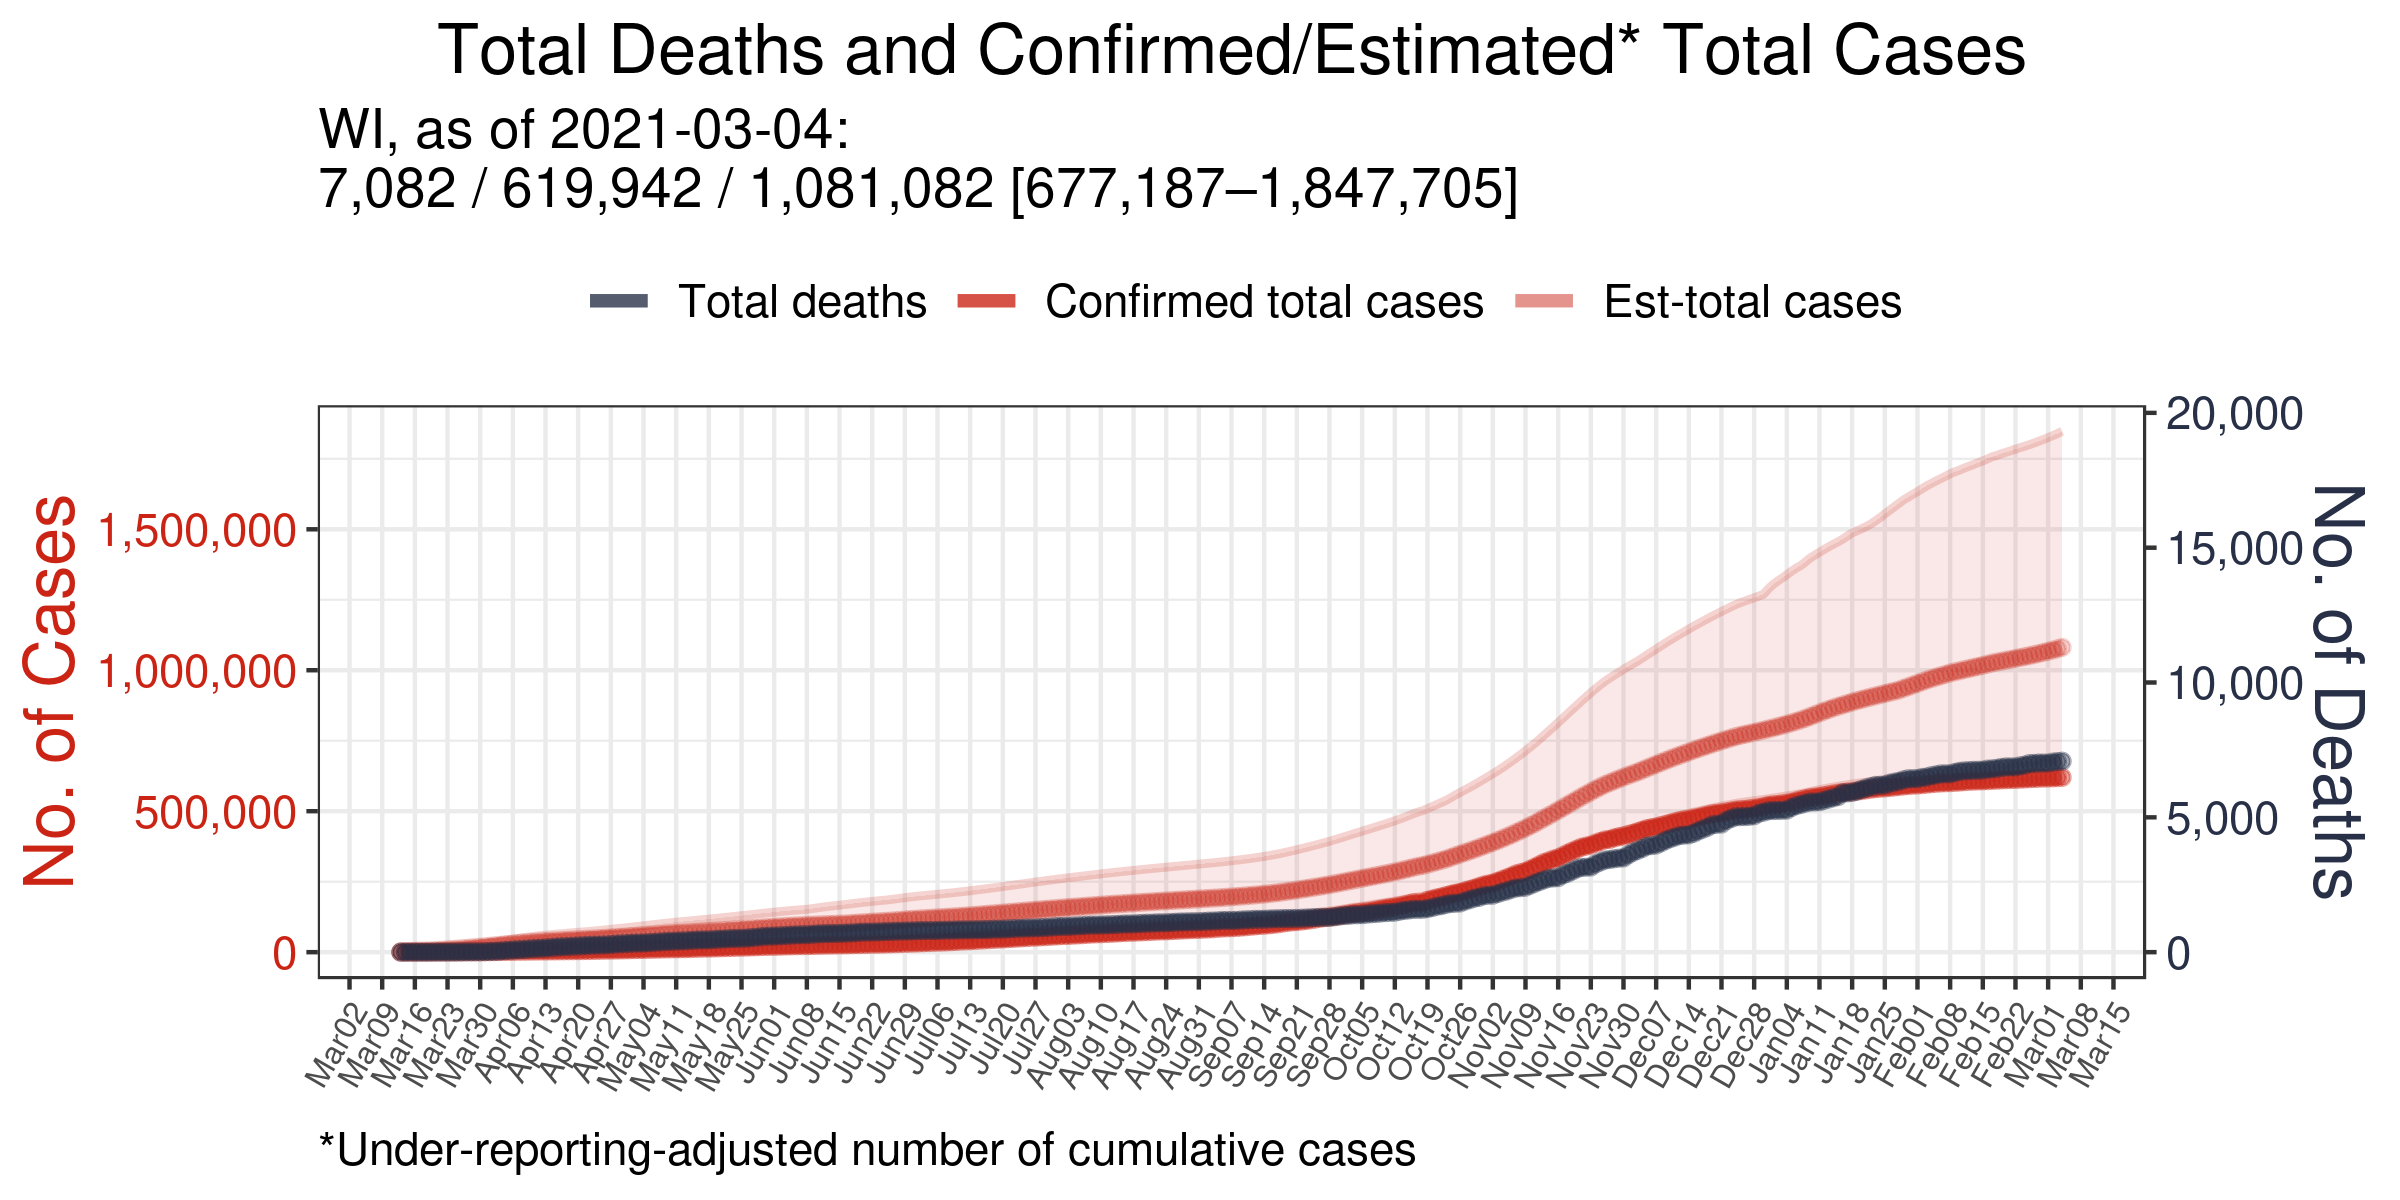 Total Deaths and Confirmed/Estimated* Total Cases
WI, as of 2021-03-04:
7,082 / 619,942 / 1,081,082 [677,187–1,847,705]
Total deaths Confirmed total cases Est-total cases
No. of Cases
1,500,000
1,000,000
500,000
0
20,000
15,000
10,000
5,000
0
No. of Deaths
Mar02 Mar09 Mar16 Mar23 Mar30 Apr06 Apr13 Apr20 Apr27 May04 May11 May18 May25 Jun01 Jun08 Jun15 Jun22 Jun29 Jul06 Jul13 Jul20 Jul27 Aug03 Aug10 Aug17 Aug24 Aug31 Sep07 Sep14 Sep21 Sep28 Oct05 Oct12 Oct19 Oct26 Nov02 Nov09 Nov16 Nov23 Nov30 Dec07 Dec14 Dec21 Dec28 Jan04 Jan11 Jan18 Jan25 Feb01 Feb08 Feb15 Feb22 Mar01 Mar08 Mar15
*Under-reporting-adjusted number of cumulative cases